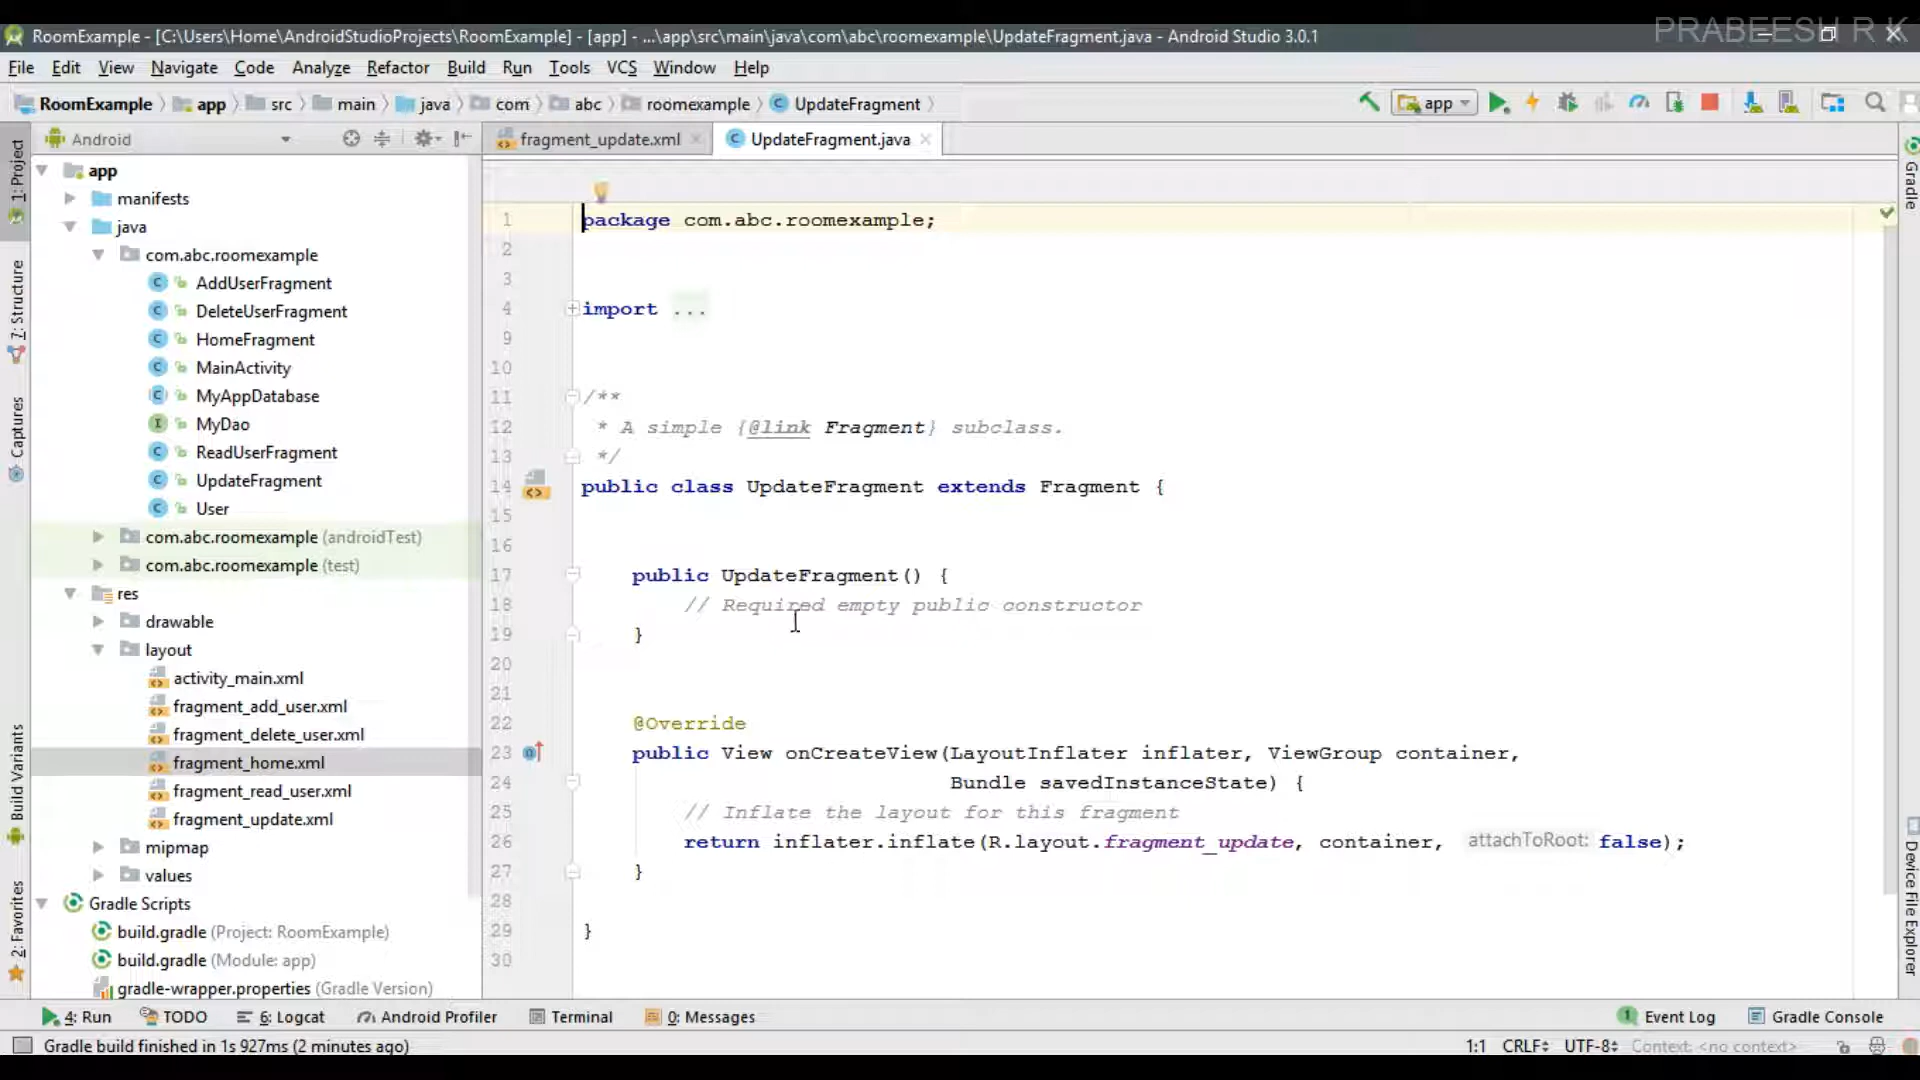 PRABEESH R K
RoomExample - [C:\Users\Home\AndroidStudioProjects\RoomExample] - [app] - ...\app\src\main\java\com\abc\roomexample\UpdateFragment.java - Android Studio 3.0.1
File Edit View Navigate Code Analyze Refactor Build Run Tools VCS Window Help
RoomExample app src main java com abc roomexample UpdateFragment
app
Android
fragment_update.xml
UpdateFragment.java
1: Project
7: Structure
Captures
Build Variants
2: Favorites
app
manifests
java
com.abc.roomexample
AddUserFragment
DeleteUserFragment
HomeFragment
MainActivity
MyAppDatabase
MyDao
ReadUserFragment
UpdateFragment
User
com.abc.roomexample (androidTest)
com.abc.roomexample (test)
res
drawable
layout
activity_main.xml
fragment_add_user.xml
fragment_delete_user.xml
fragment_home.xml
fragment_read_user.xml
fragment_update.xml
mipmap
values
Gradle Scripts
build.gradle (Project: RoomExample)
build.gradle (Module: app)
gradle-wrapper.properties (Gradle Version)
1 package com.abc.roomexample;
2
3
4 import ...
9
10
11 /**
12 * A simple {@link Fragment} subclass.
13 */
14 public class UpdateFragment extends Fragment {
15
16
17 public UpdateFragment() {
18 // Required empty public constructor
19 }
20
21
22 @Override
23 public View onCreateView(LayoutInflater inflater, ViewGroup container,
24 Bundle savedInstanceState) {
25 // Inflate the layout for this fragment
26 return inflater.inflate(R.layout.fragment_update, container, attachToRoot: false);
27 }
28
29 }
30
Gradle
Device File Explorer
4: Run TODO 6: Logcat Android Profiler Terminal 0: Messages
1 Event Log Gradle Console
Gradle build finished in 1s 927ms (2 minutes ago)
1:1 CRLF UTF-8 Context: <no context>